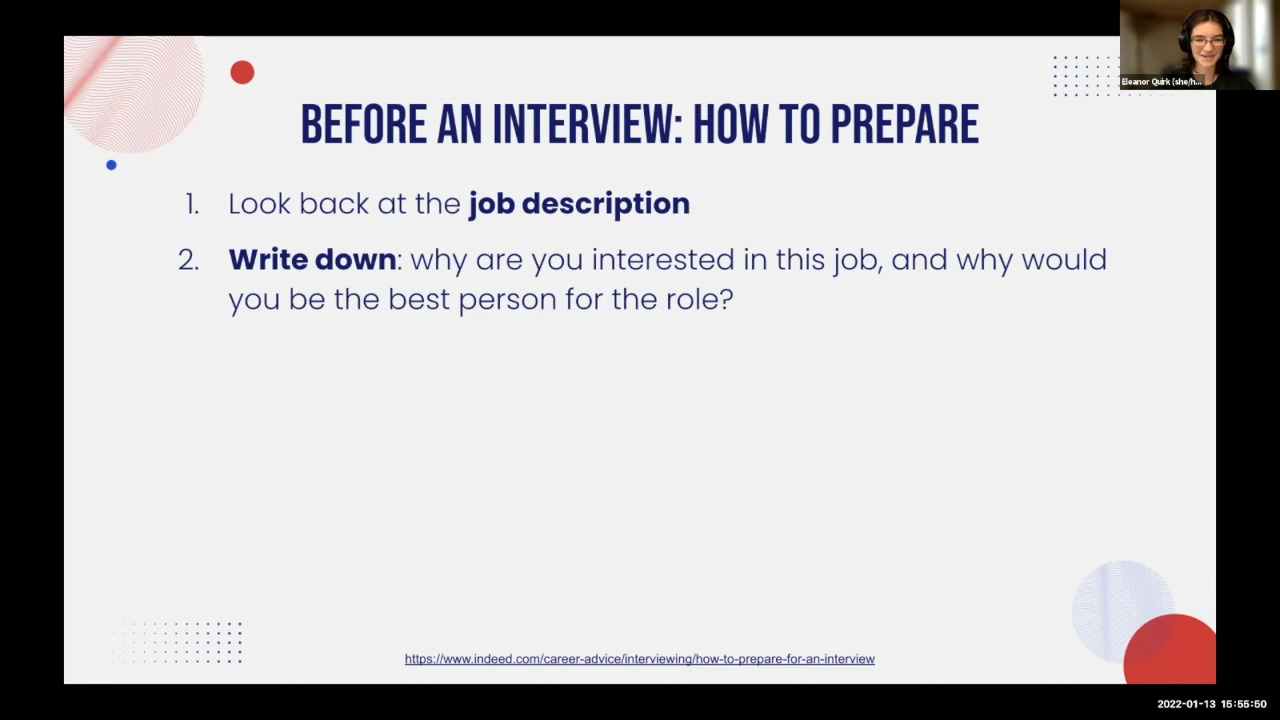 Eleanor Quirk (she/h...
BEFORE AN INTERVIEW: HOW TO PREPARE
1. Look back at the job description
2. Write down: why are you interested in this job, and why would
you be the best person for the role?
https://www.indeed.com/career-advice/interviewing/how-to-prepare-for-an-interview
2022-01-13 15:55:50